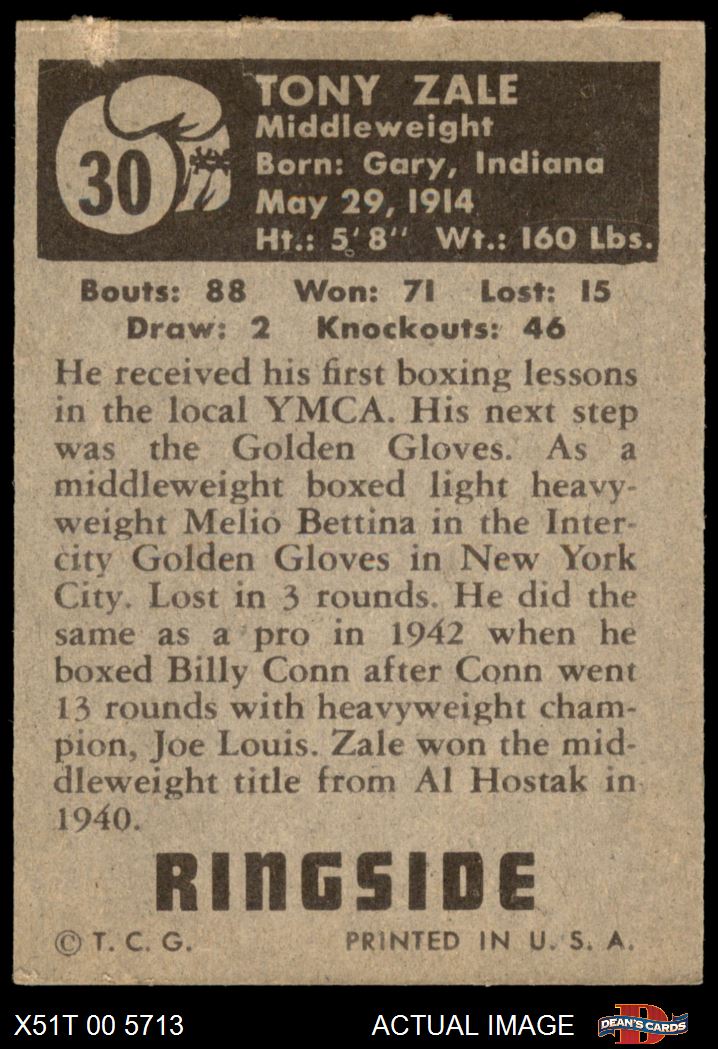 30
TONY ZALE
Middleweight
Born: Gary, Indiana
May 29, 1914
Ht.: 5' 8" Wt.: 160 Lbs.
Bouts: 88 Won: 71 Lost: 15
Draw: 2 Knockouts: 46
He received his first boxing lessons
in the local YMCA. His next step
was the Golden Gloves. As a
middleweight boxed light heavy-
weight Melio Bettina in the Inter-
city Golden Gloves in New York
City. Lost in 3 rounds. He did the
same as a pro in 1942 when he
boxed Billy Conn after Conn went
13 rounds with heavyweight cham-
pion, Joe Louis. Zale won the mid-
dleweight title from Al Hostak in
1940.
RINGSIDE
© T. C. G. PRINTED IN U. S. A.
X51T 00 5713 ACTUAL IMAGE DEAN'S CARDS